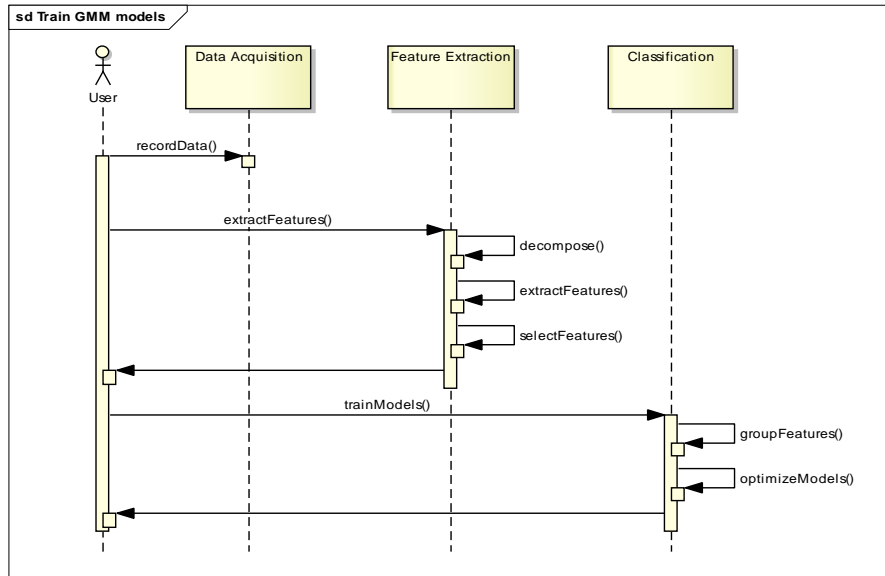 sd Train GMM models
Data Acquisition
Feature Extraction
Classification
User
recordData()
extractFeatures()
decompose()
extractFeatures()
selectFeatures()
trainModels()
groupFeatures()
optimizeModels()